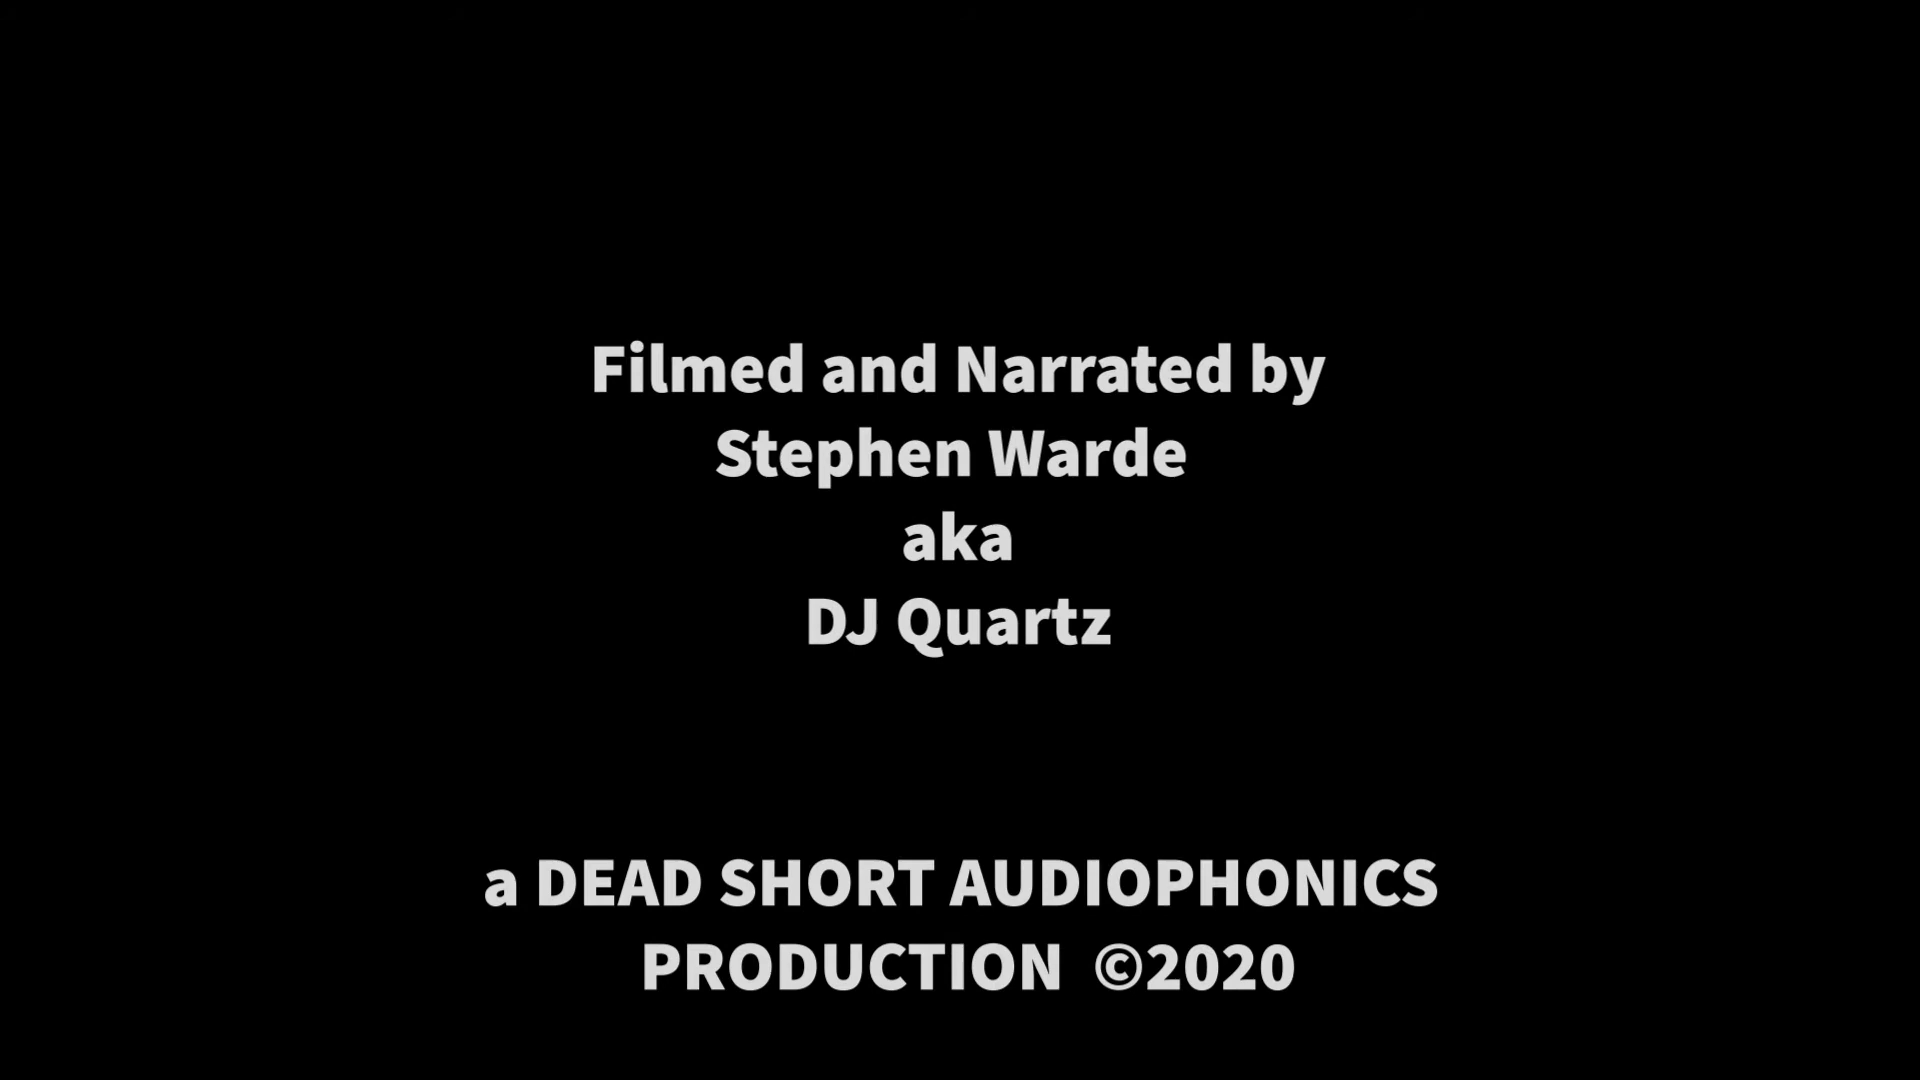 Filmed and Narrated by
Stephen Warde
aka
DJ Quartz
a DEAD SHORT AUDIOPHONICS
PRODUCTION ©2020